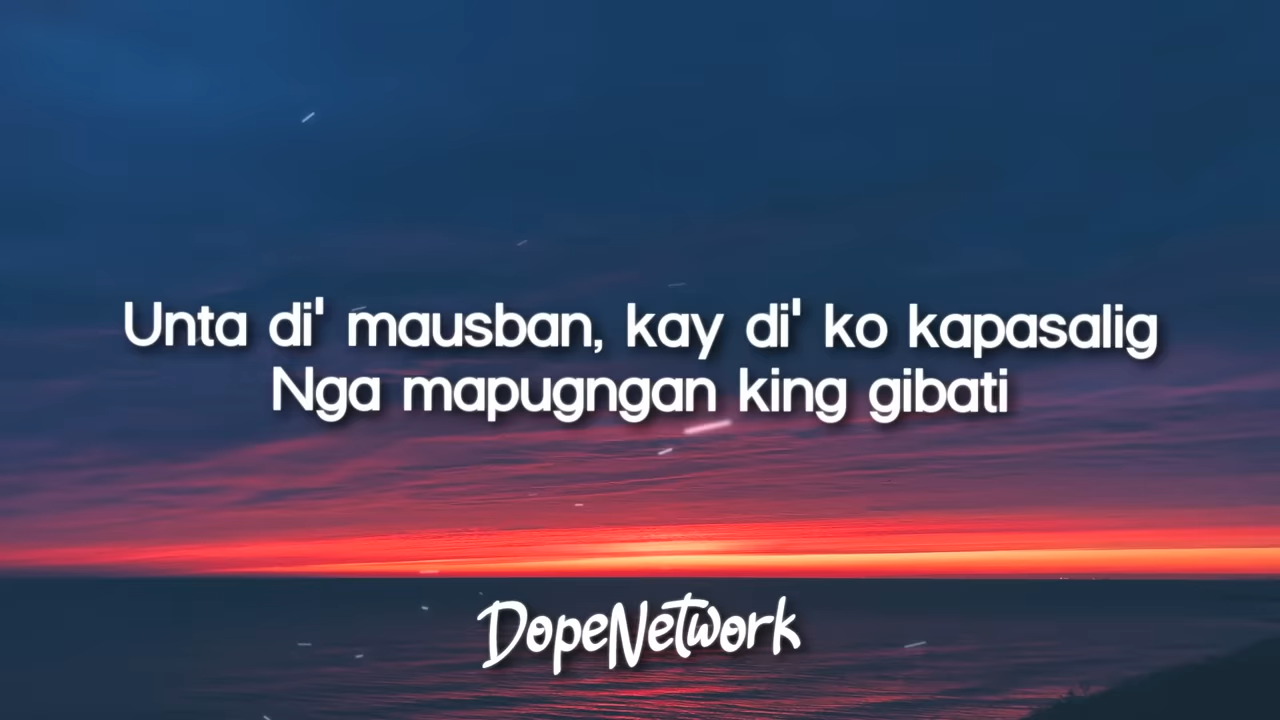 Unta di' mausban, kay di' ko kapasalig
Nga mapugngan king gibati
DopeNetwork